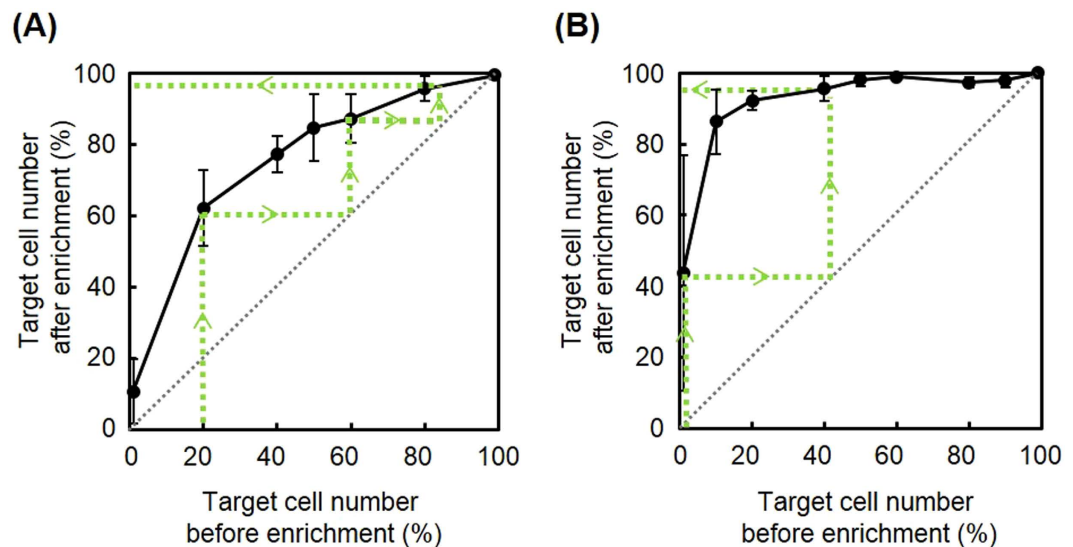 (A)
100
80
60
40
20
0
Target cell number
after enrichment (%)
0 20 40 60 80 100
Target cell number
before enrichment (%)
(B)
100
80
60
40
20
0
Target cell number
after enrichment (%)
0 20 40 60 80 100
Target cell number
before enrichment (%)